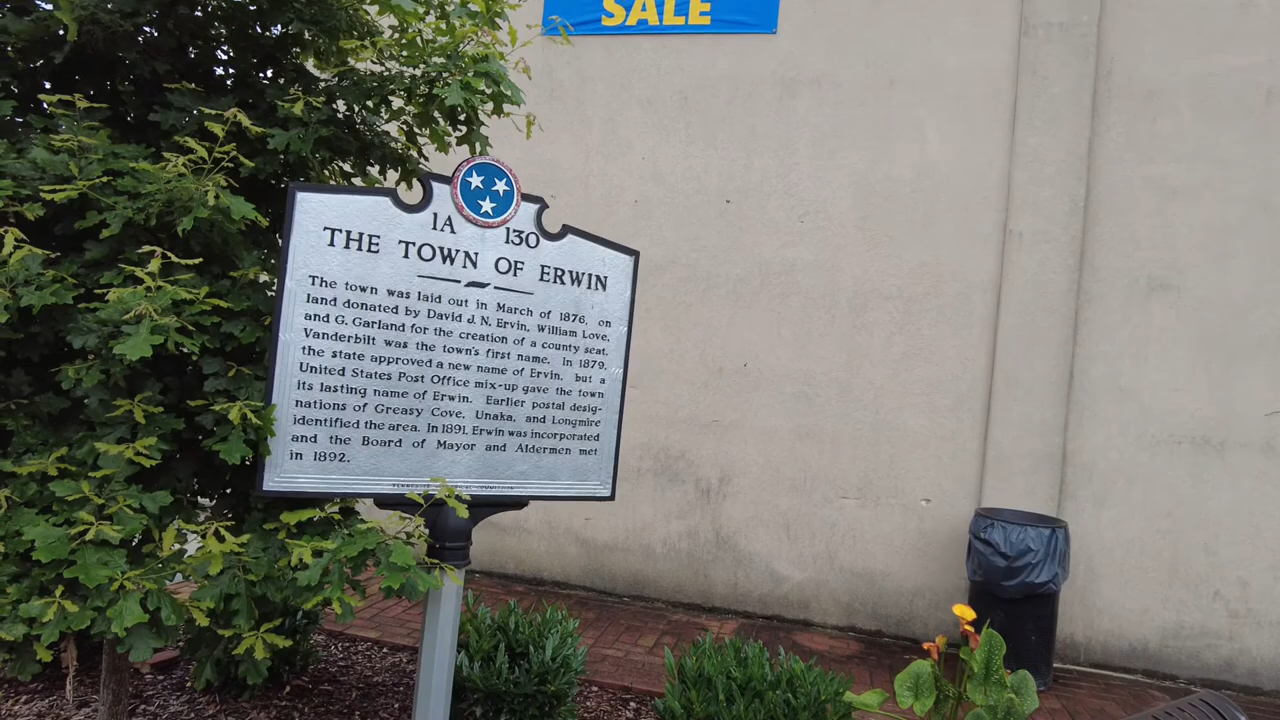 SALE
1A 130
THE TOWN OF ERWIN
The town was laid out in March of 1876, on
land donated by David J. N. Ervin, William Love,
and G. Garland for the creation of a county seat.
Vanderbilt was the town's first name. In 1879,
the state approved a new name of Ervin, but a
United States Post Office mix-up gave the town
its lasting name of Erwin. Earlier postal desig-
nations of Greasy Cove, Unaka, and Longmire
identified the area. In 1891, Erwin was incorporated
and the Board of Mayor and Aldermen met
in 1892.
TENNESSEE HISTORICAL COMMISSION